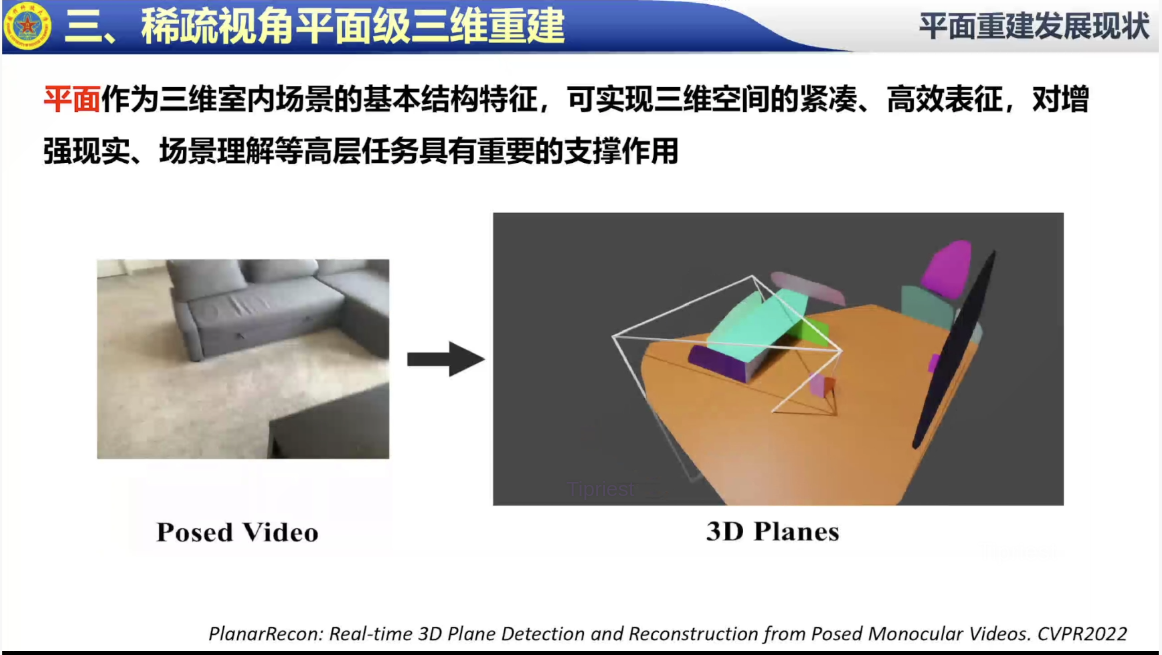 三、稀疏视角平面级三维重建
平面重建发展现状
平面作为三维室内场景的基本结构特征，可实现三维空间的紧凑、高效表征，对增
强现实、场景理解等高层任务具有重要的支撑作用
Tipriest
Posed Video
3D Planes
PlanarRecon: Real-time 3D Plane Detection and Reconstruction from Posed Monocular Videos. CVPR2022